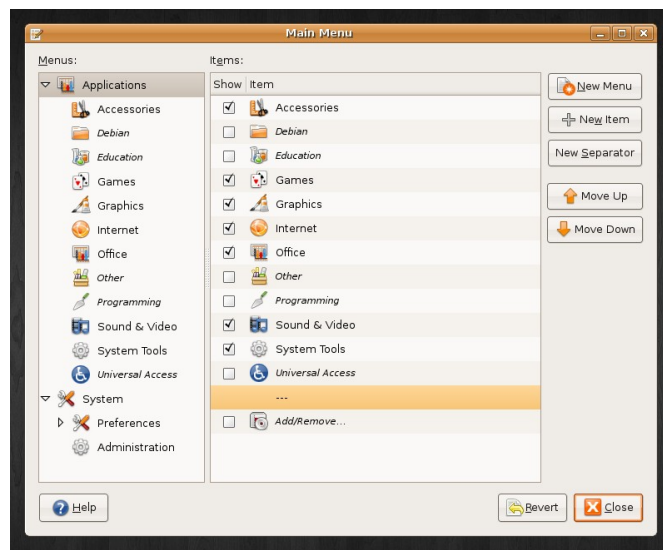 Main Menu
Menus:
Items:
Applications
Accessories
Debian
Education
Games
Graphics
Internet
Office
Other
Programming
Sound & Video
System Tools
Universal Access
System
Preferences
Administration
Show Item
Accessories
Debian
Education
Games
Graphics
Internet
Office
Other
Programming
Sound & Video
System Tools
Universal Access
---
Add/Remove...
New Menu
New Item
New Separator
Move Up
Move Down
Help
Revert
Close